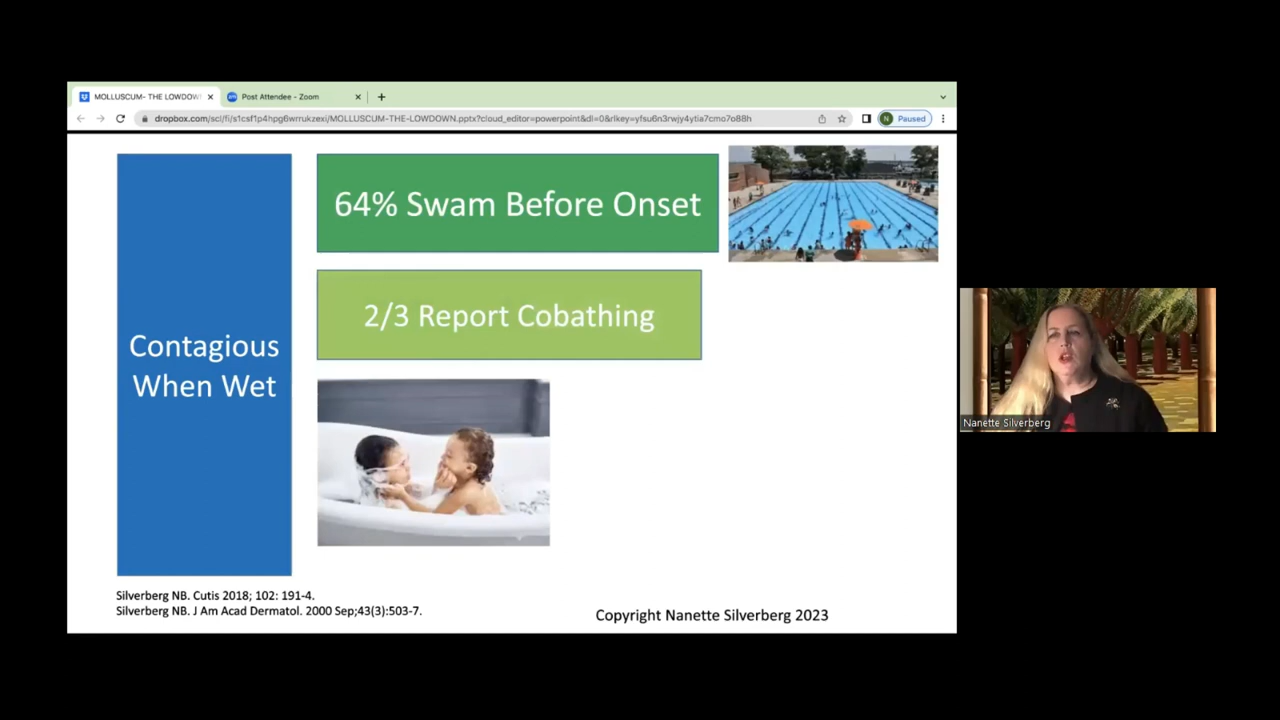 MOLLUSCUM- THE LOWDOW
Post Attendee - Zoom
dropbox.com/scl/fi/s1csf1p4hpg6wrrukzexi/MOLLUSCUM-THE-LOWDOWN.pptx?cloud_editor=powerpoint&dl=0&rlkey=yfsu6n3rwjy4ytia7cmo7o88h
N Paused
64% Swam Before Onset
2/3 Report Cobathing
Contagious
When Wet
Nanette Silverberg
Silverberg NB. Cutis 2018; 102: 191-4.
Silverberg NB. J Am Acad Dermatol. 2000 Sep;43(3):503-7.
Copyright Nanette Silverberg 2023